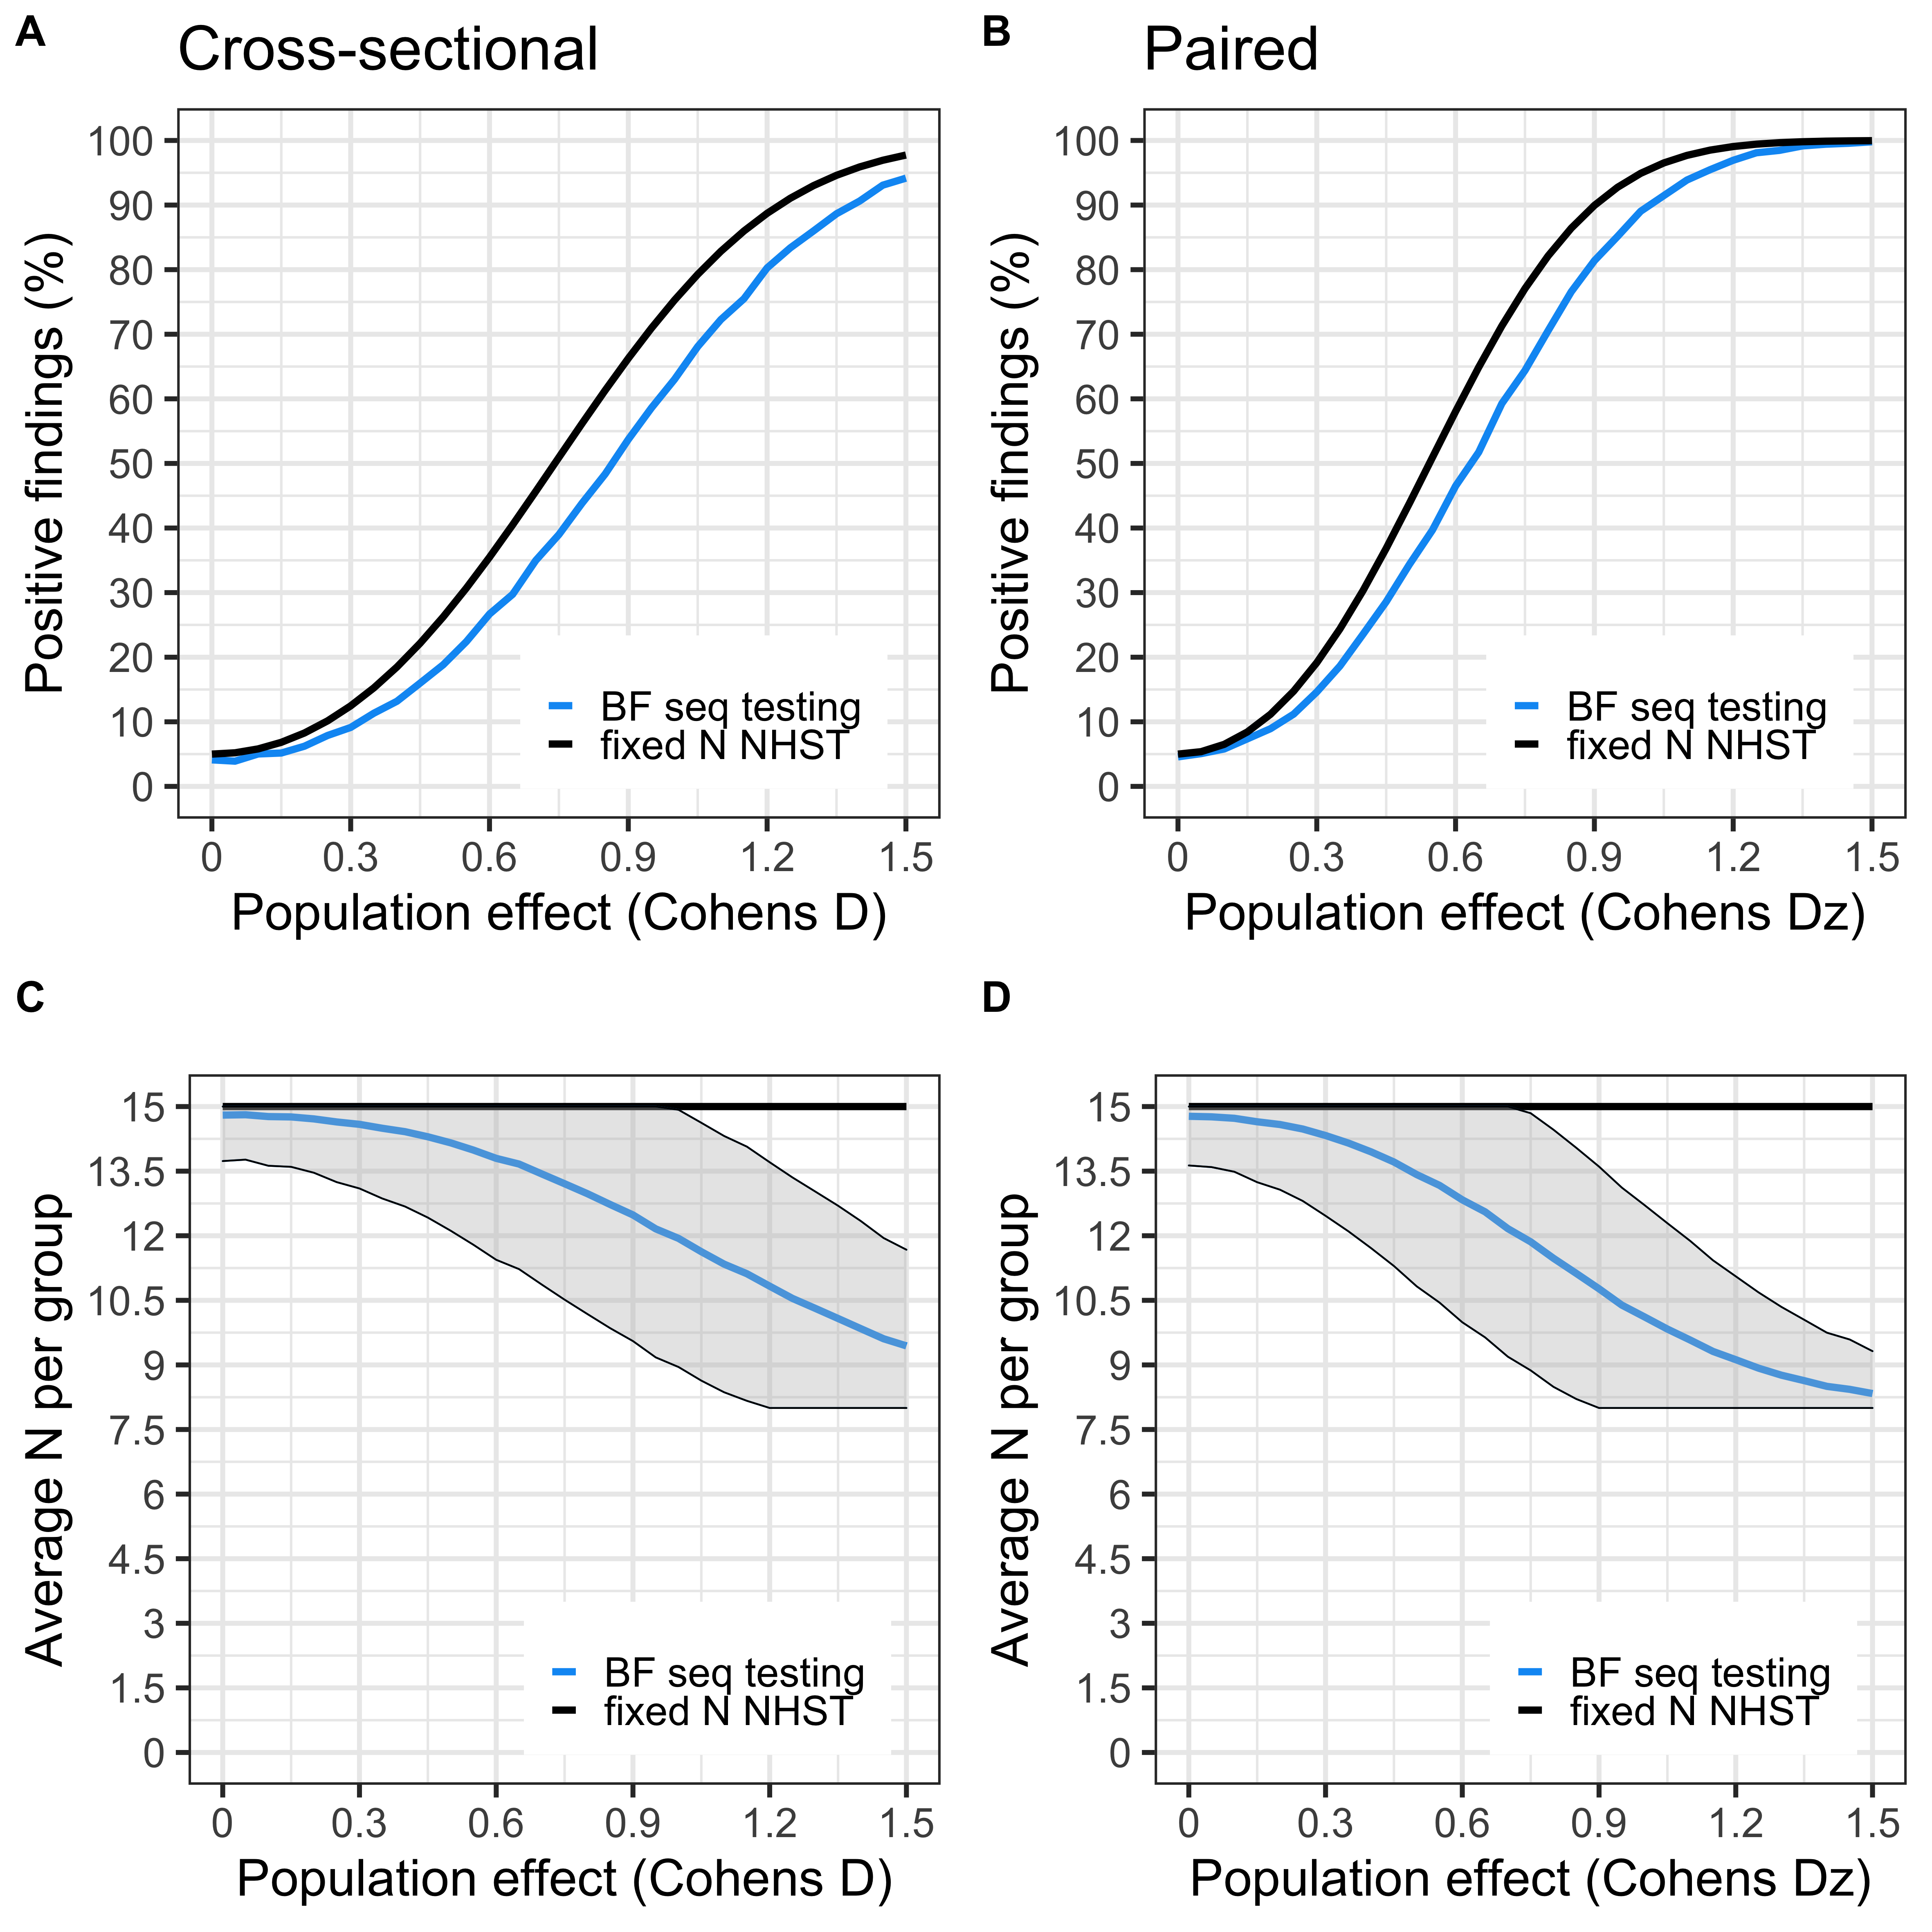 A
Cross-sectional
Positive findings (%)
100
90
80
70
60
50
40
30
20
10
0
BF seq testing
fixed N NHST
0 0.3 0.6 0.9 1.2 1.5
Population effect (Cohens D)
B
Paired
Positive findings (%)
100
90
80
70
60
50
40
30
20
10
0
BF seq testing
fixed N NHST
0 0.3 0.6 0.9 1.2 1.5
Population effect (Cohens Dz)
C
Average N per group
15
13.5
12
10.5
9
7.5
6
4.5
3
1.5
0
BF seq testing
fixed N NHST
0 0.3 0.6 0.9 1.2 1.5
Population effect (Cohens D)
D
Average N per group
15
13.5
12
10.5
9
7.5
6
4.5
3
1.5
0
BF seq testing
fixed N NHST
0 0.3 0.6 0.9 1.2 1.5
Population effect (Cohens Dz)